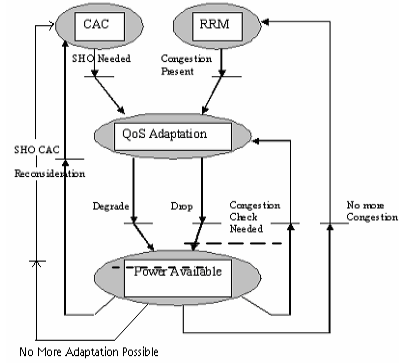 CAC
RRM
SHO Needed
Congestion
Present
QoS Adaptation
SHO CAC
Reconsideration
Degrade
Drop
Congestion
Check
Needed
No more
Congestion
Power Available
No More Adaptation Possible